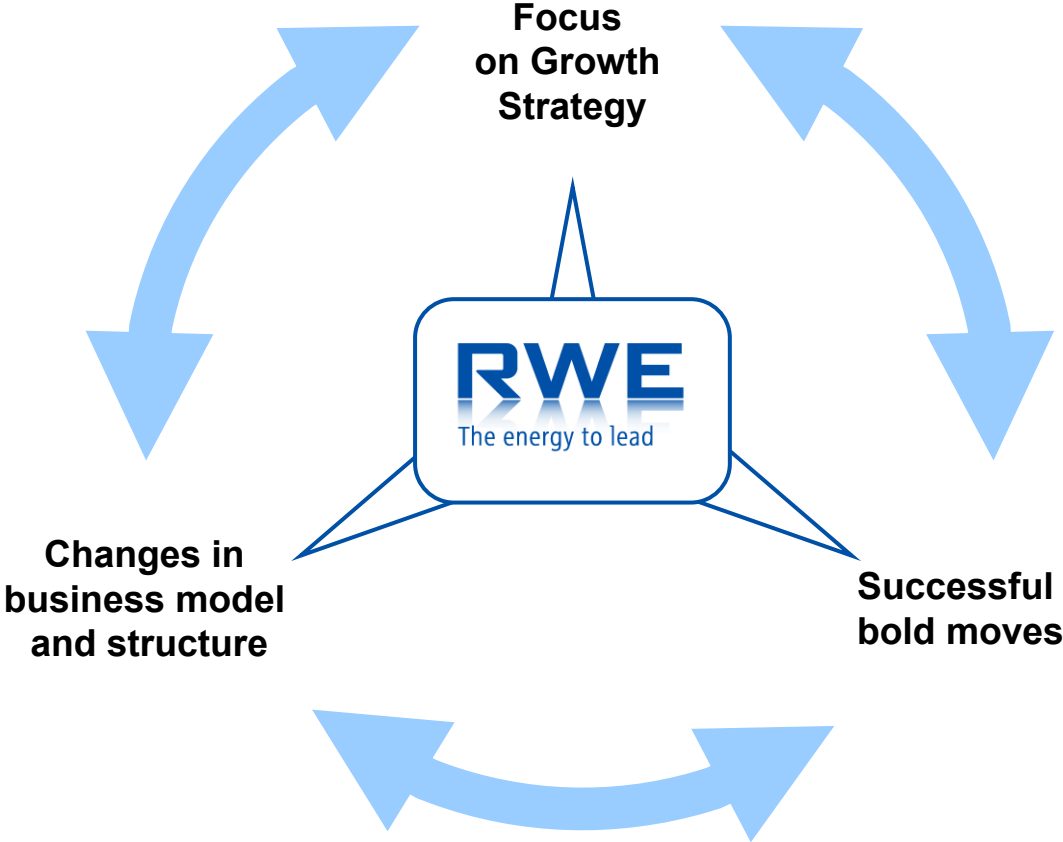 Focus
on Growth
Strategy
RWE
The energy to lead
Changes in
business model
and structure
Successful
bold moves